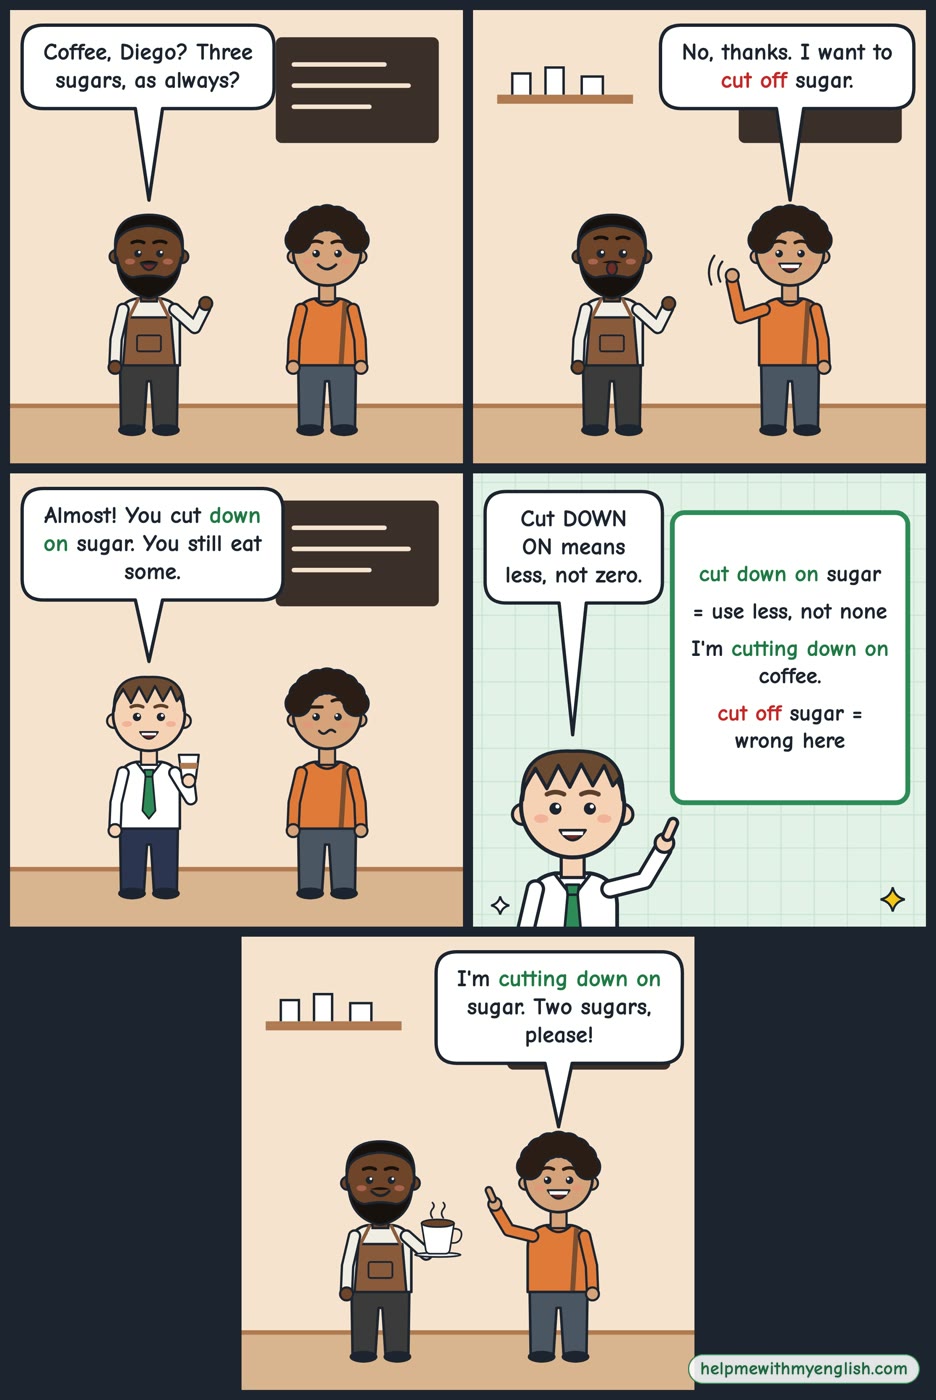 Coffee, Diego? Three
sugars, as always?
No, thanks. I want to
cut off sugar.
Almost! You cut down
on sugar. You still eat
some.
Cut DOWN
ON means
less, not zero.
cut down on sugar
= use less, not none
I'm cutting down on
coffee.
cut off sugar =
wrong here
I'm cutting down on
sugar. Two sugars,
please!
helpmewithmyenglish.com